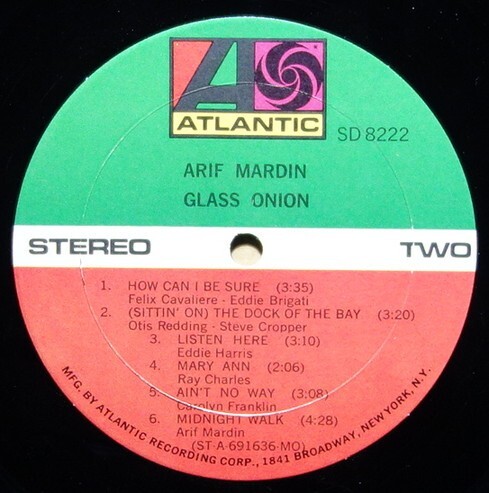 ATLANTIC
SD 8222
ARIF MARDIN
GLASS ONION
STEREO TWO
1. HOW CAN I BE SURE (3:35)
Felix Cavaliere - Eddie Brigati
2. (SITTIN' ON) THE DOCK OF THE BAY (3:20)
Otis Redding - Steve Cropper
3. LISTEN HERE (3:10)
Eddie Harris
4. MARY ANN (2:06)
Ray Charles
5. AIN'T NO WAY (3:08)
Carolyn Franklin
6. MIDNIGHT WALK (4:28)
Arif Mardin
(ST-A-691636-MO)
MFG. BY ATLANTIC RECORDING CORP., 1841 BROADWAY, NEW YORK, N.Y.